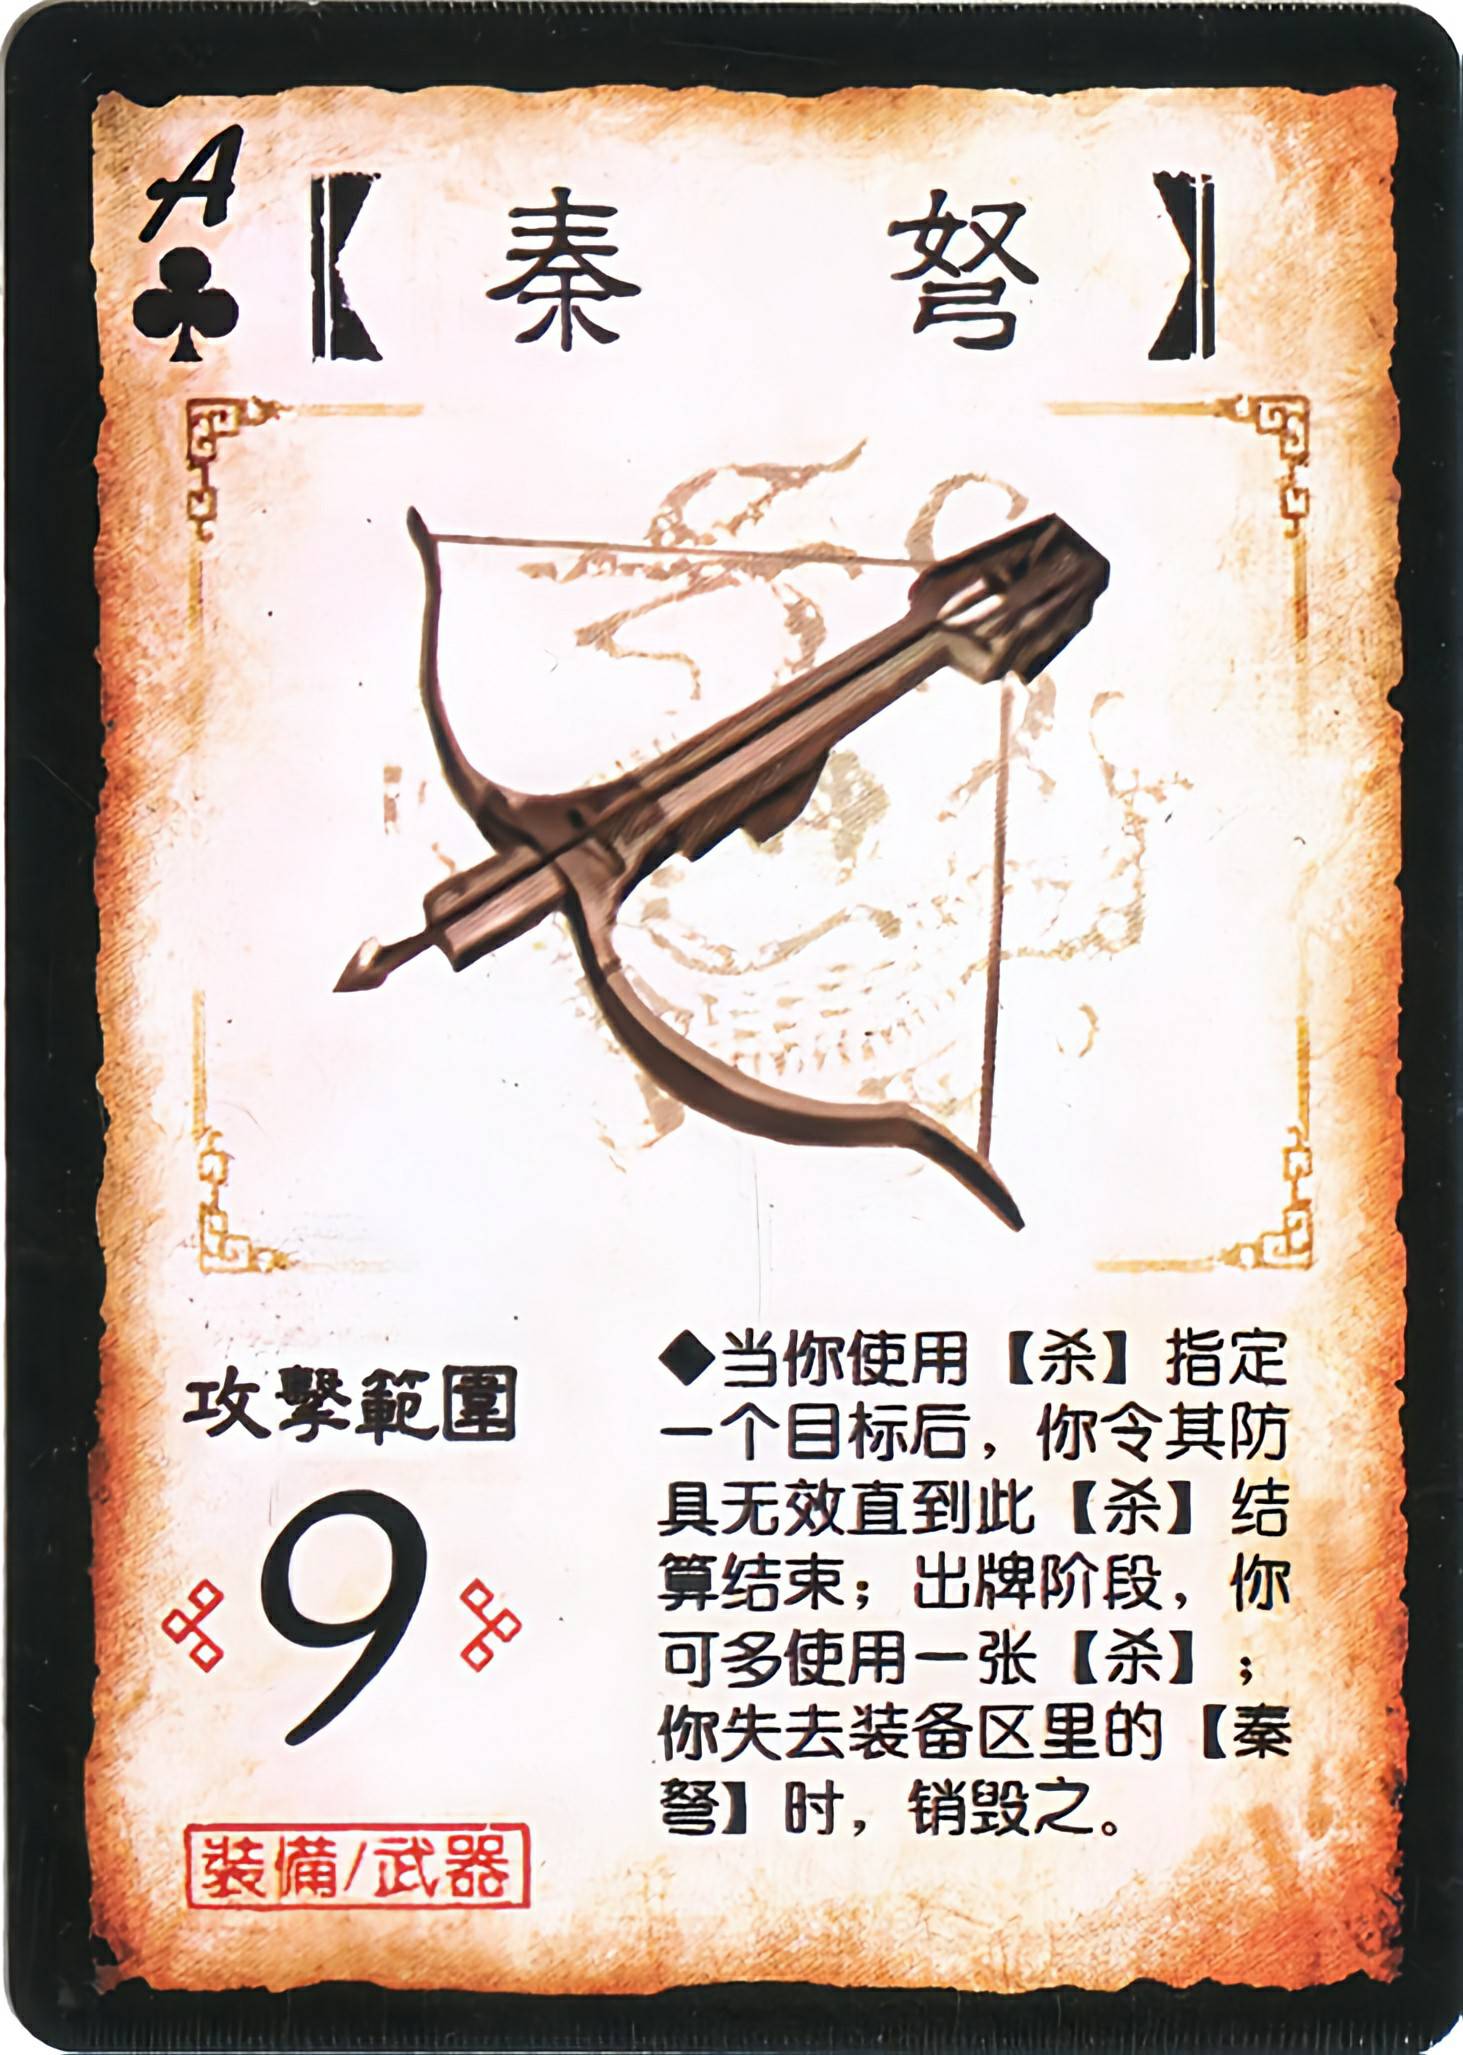 A
【秦 弩】
攻擊範圍
9
裝備/武器
◆当你使用【杀】指定
一个目标后，你令其防
具无效直到此【杀】结
算结束；出牌阶段，你
可多使用一张【杀】；
你失去装备区里的【秦
弩】时，销毁之。